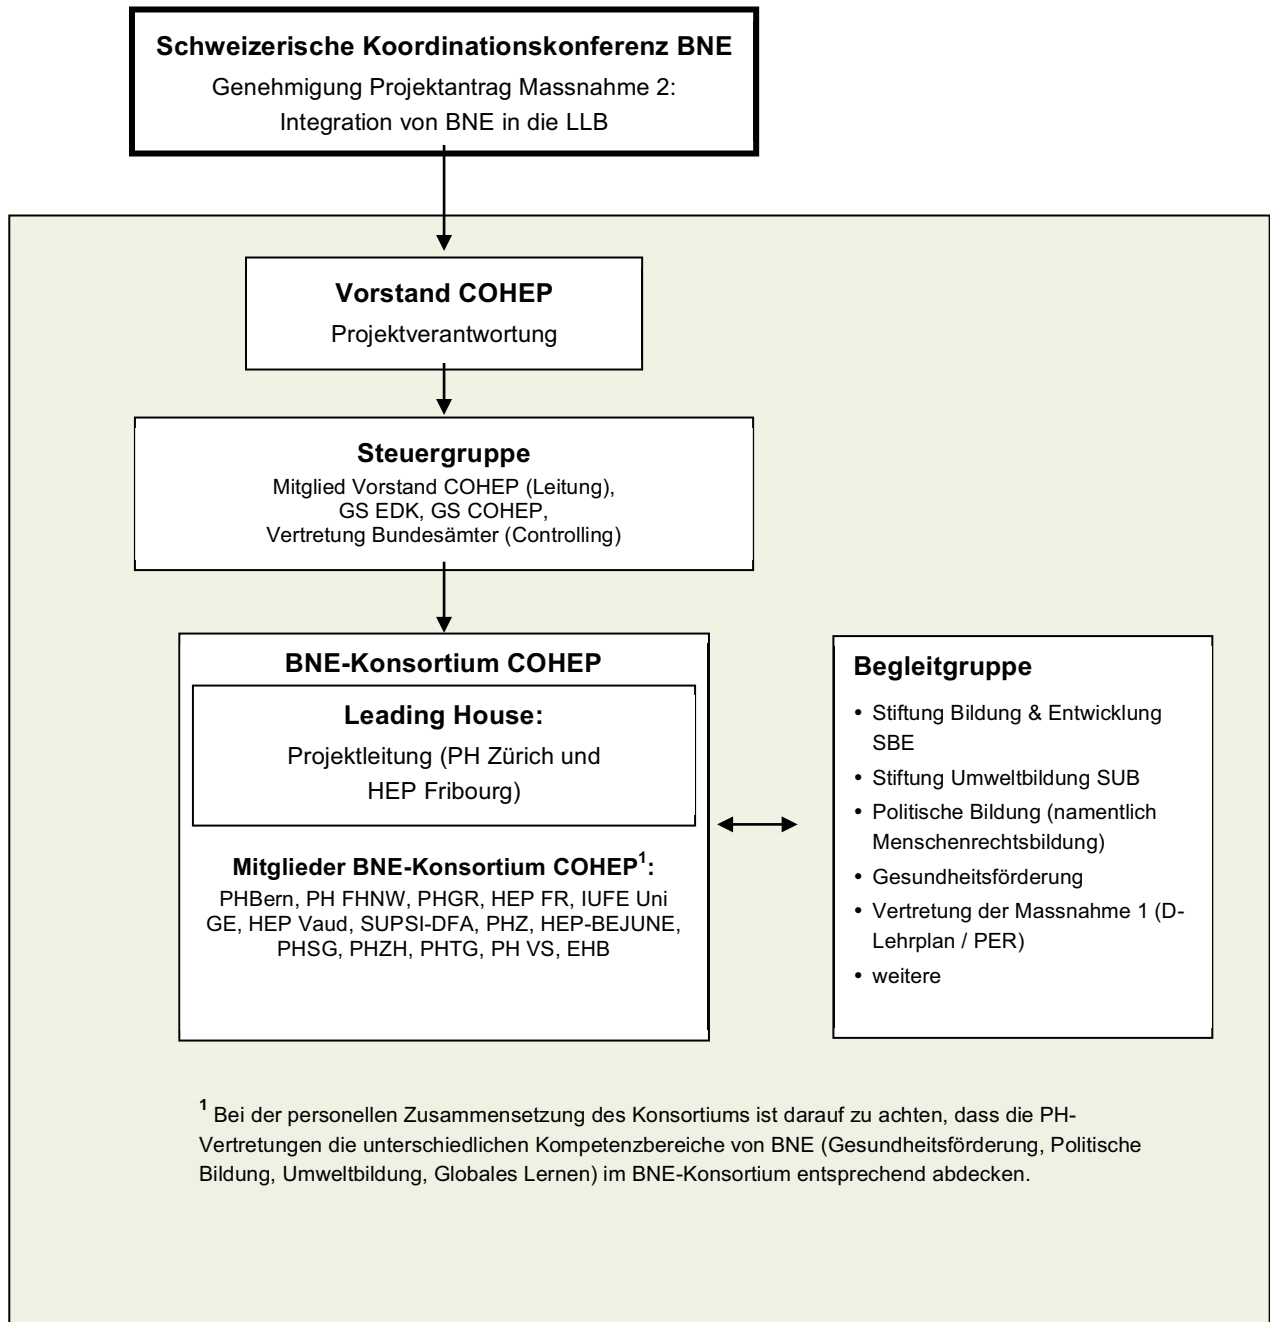 Schweizerische Koordinationskonferenz BNE
Genehmigung Projektantrag Massnahme 2:
Integration von BNE in die LLB
Vorstand COHEP
Projektverantwortung
Steuergruppe
Mitglied Vorstand COHEP (Leitung),
GS EDK, GS COHEP,
Vertretung Bundesämter (Controlling)
BNE-Konsortium COHEP
Leading House:
Projektleitung (PH Zürich und
HEP Fribourg)
Mitglieder BNE-Konsortium COHEP¹:
PHBern, PH FHNW, PHGR, HEP FR, IUFE Uni
GE, HEP Vaud, SUPSI-DFA, PHZ, HEP-BEJUNE,
PHSG, PHZH, PHTG, PH VS, EHB
Begleitgruppe
• Stiftung Bildung & Entwicklung
SBE
• Stiftung Umweltbildung SUB
• Politische Bildung (namentlich
Menschenrechtsbildung)
• Gesundheitsförderung
• Vertretung der Massnahme 1 (D-
Lehrplan / PER)
• weitere
¹ Bei der personellen Zusammensetzung des Konsortiums ist darauf zu achten, dass die PH-
Vertretungen die unterschiedlichen Kompetenzbereiche von BNE (Gesundheitsförderung, Politische
Bildung, Umweltbildung, Globales Lernen) im BNE-Konsortium entsprechend abdecken.